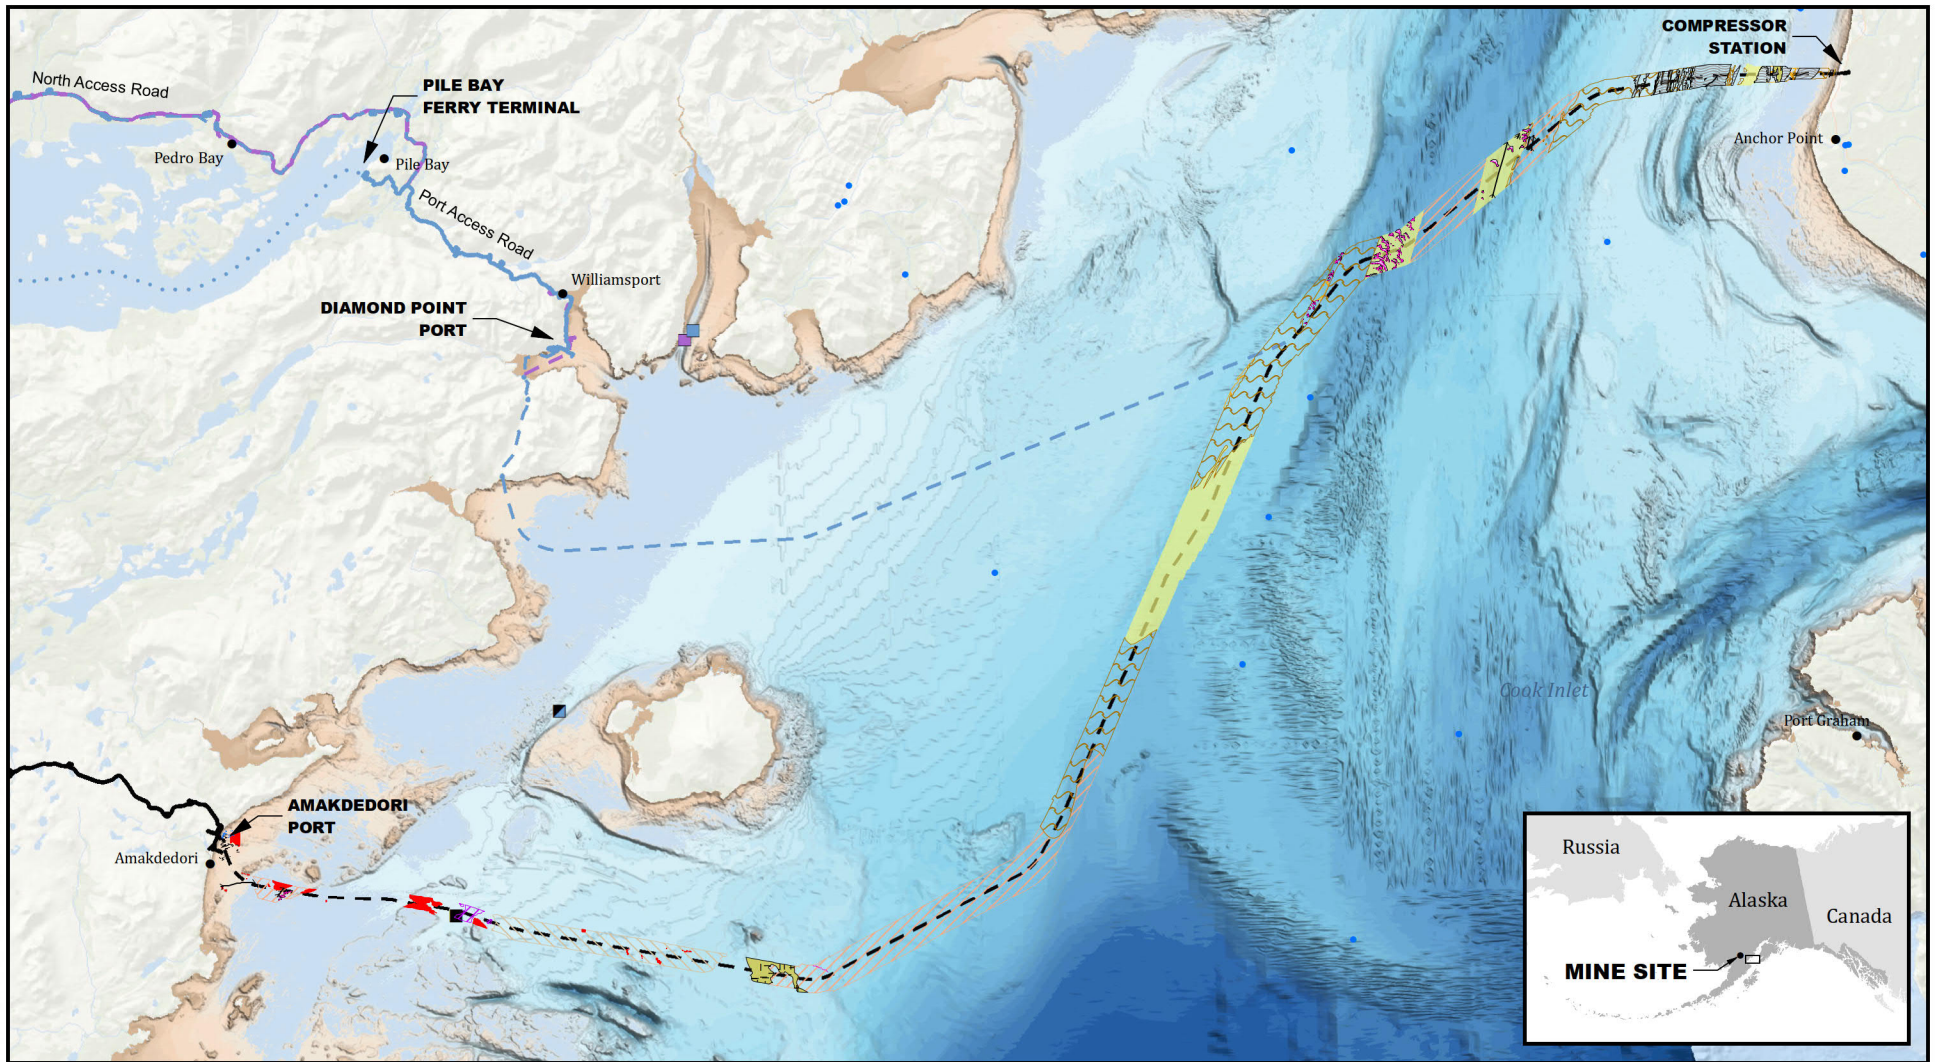 COMPRESSOR
STATION
North Access Road
PILE BAY
FERRY TERMINAL
Anchor Point
Pedro Bay
Pile Bay
Port Access Road
Williamsport
DIAMOND POINT
PORT
Cook Inlet
Port Graham
AMAKDEDORI
PORT
Amakdedori
Russia
Alaska
Canada
MINE SITE